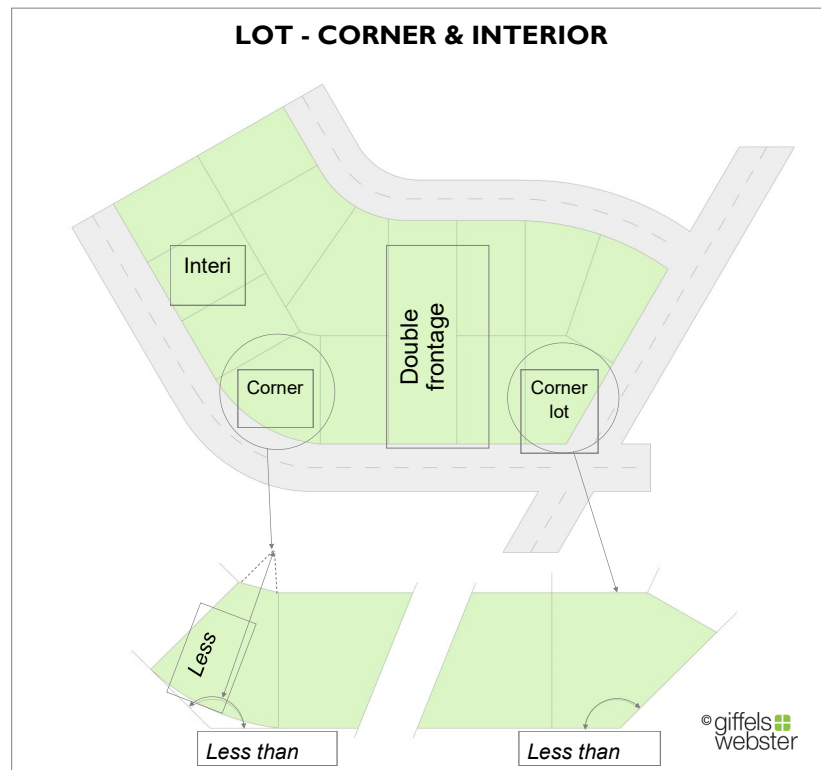 LOT - CORNER & INTERIOR
Interi
Corner
Double
frontage
Corner
lot
Less
Less than
Less than
© giffels
webster